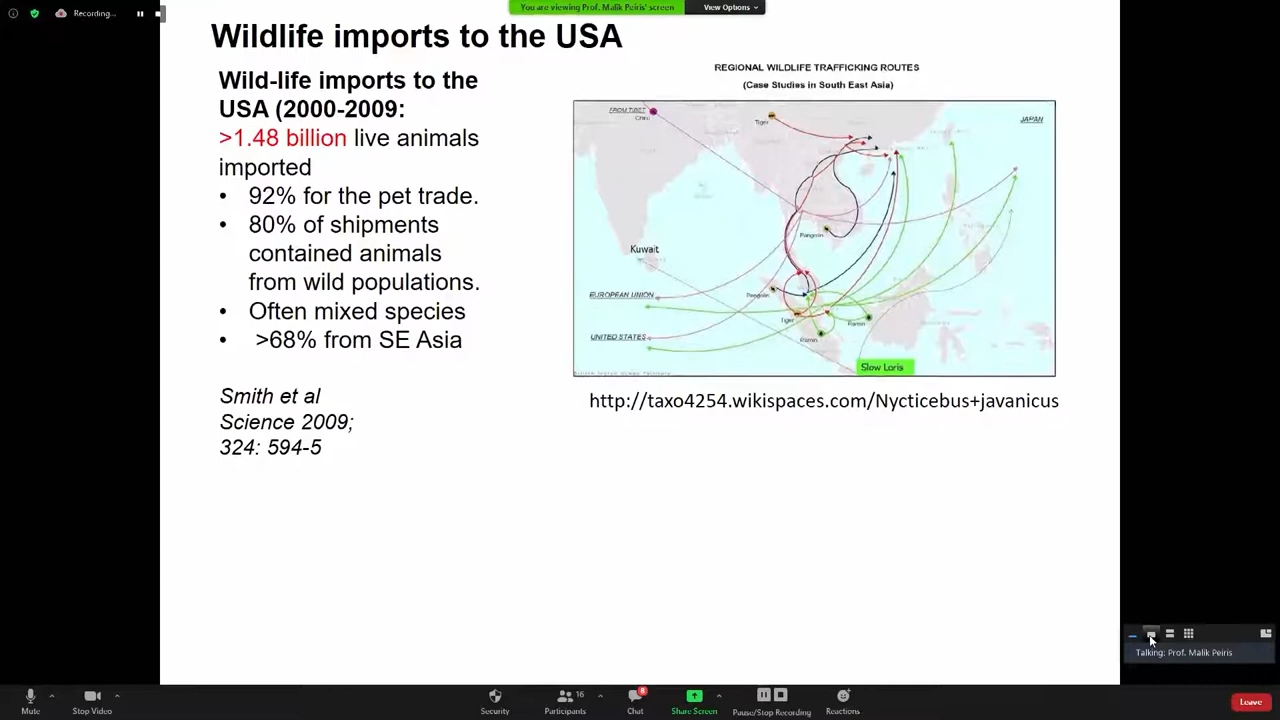 Recording...
You are viewing Prof. Malik Peiris' screen
View Options
Wildlife imports to the USA
Wild-life imports to the
USA (2000-2009:
>1.48 billion live animals
imported
• 92% for the pet trade.
• 80% of shipments
contained animals
from wild populations.
• Often mixed species
• >68% from SE Asia
Smith et al
Science 2009;
324: 594-5
REGIONAL WILDLIFE TRAFFICKING ROUTES
(Case Studies in South East Asia)
FROM TIBET
Chiru
Tiger
JAPAN
Pangolin
Kuwait
EUROPEAN UNION
Pangolin
Tiger
Ramin
UNITED STATES
Ramin
Slow Loris
http://taxo4254.wikispaces.com/Nycticebus+javanicus
Talking: Prof. Malik Peiris
Mute
Stop Video
Security
16
Participants
8
Chat
Share Screen
Pause/Stop Recording
Reactions
Leave